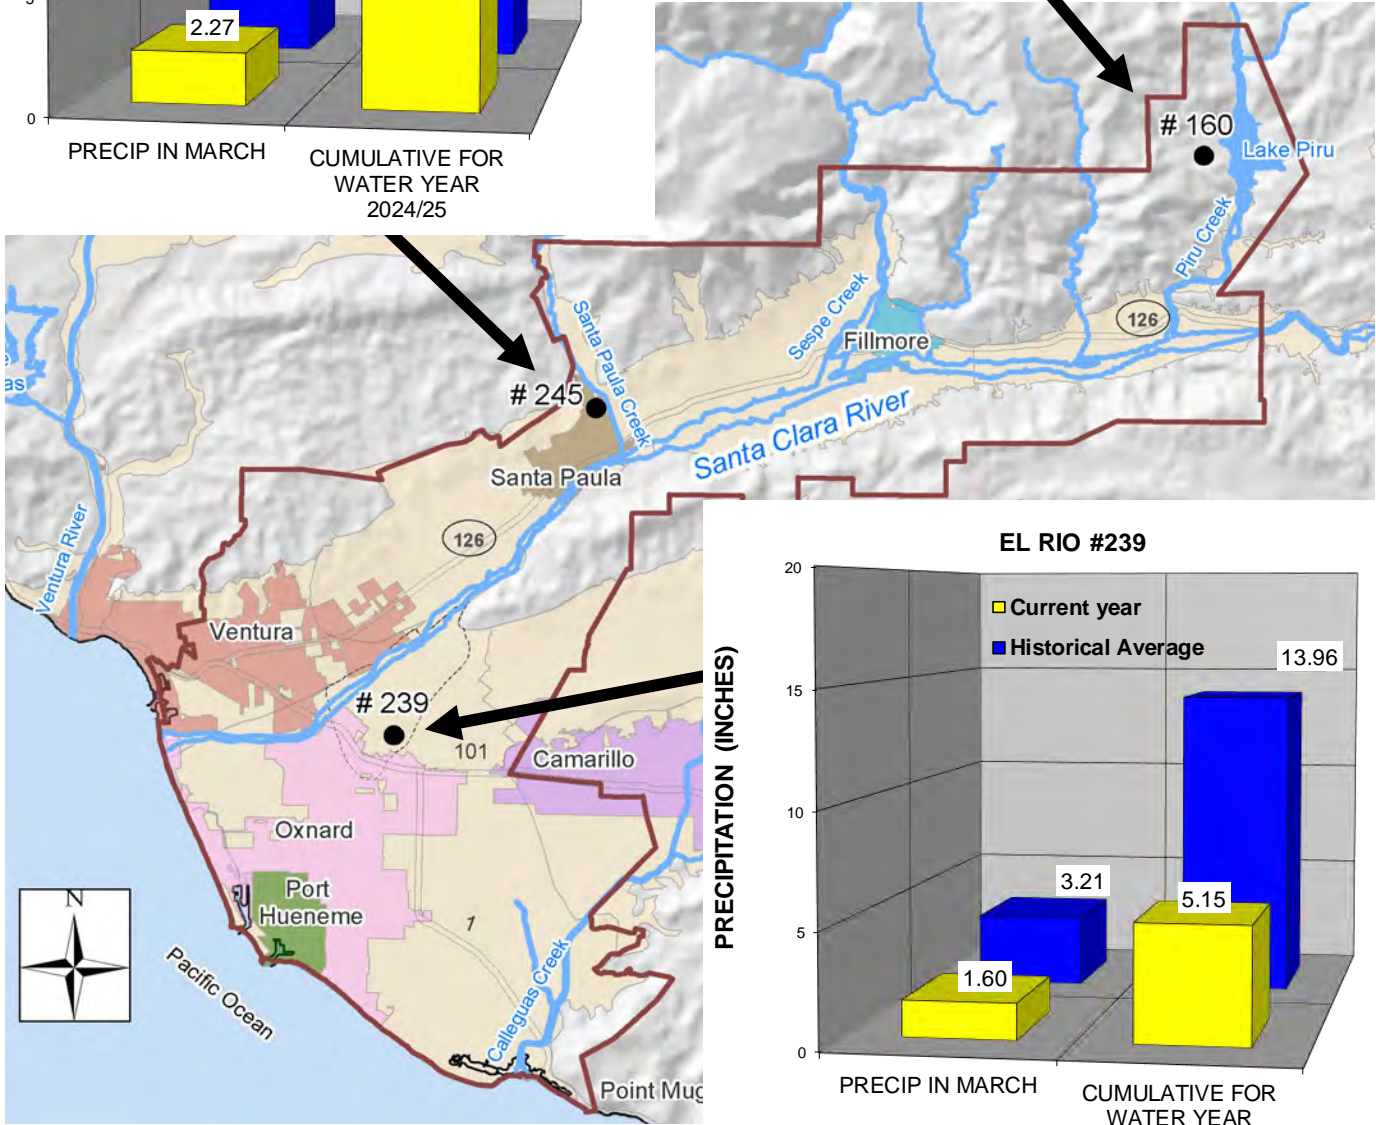 2.27
0
PRECIP IN MARCH
CUMULATIVE FOR
WATER YEAR
2024/25
# 160
Lake Piru
Piru Creek
126
Sespe Creek
Fillmore
Santa Paula Creek
# 245
Santa Clara River
Santa Paula
as
Ventura River
126
Ventura
# 239
101
Camarillo
Oxnard
Port
Hueneme
1
N
Pacific Ocean
Calleguas Creek
Point Mug
EL RIO #239
PRECIPITATION (INCHES)
20
15
10
5
0
Current year
Historical Average
13.96
3.21
5.15
1.60
PRECIP IN MARCH
CUMULATIVE FOR
WATER YEAR